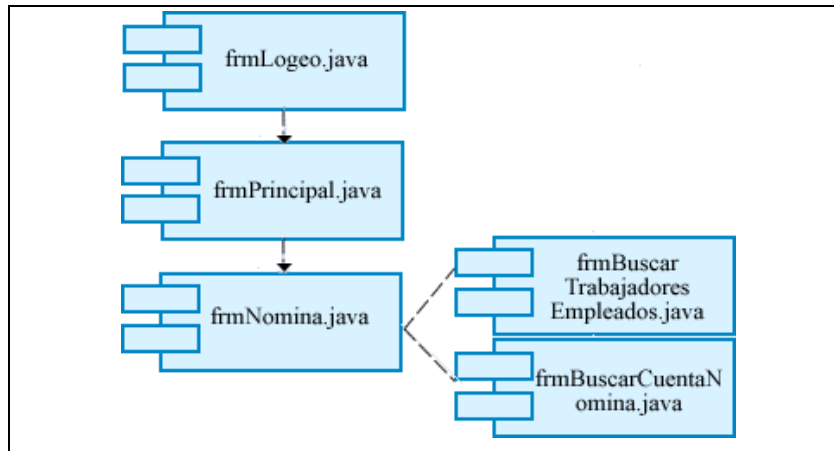 frmLogeo.java
frmPrincipal.java
frmNomina.java
frmBuscar
Trabajadores
Empleados.java
frmBuscarCuentaN
omina.java